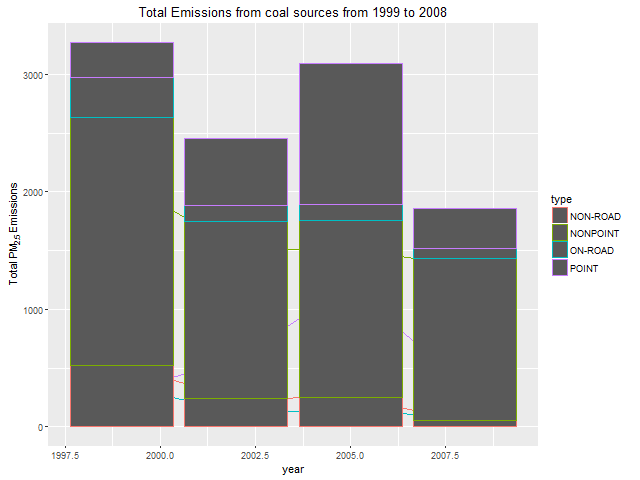 Total Emissions from coal sources from 1999 to 2008
Total PM2.5 Emissions
3000
2000
1000
0
1997.5 2000.0 2002.5 2005.0 2007.5
year
type
NON-ROAD
NONPOINT
ON-ROAD
POINT